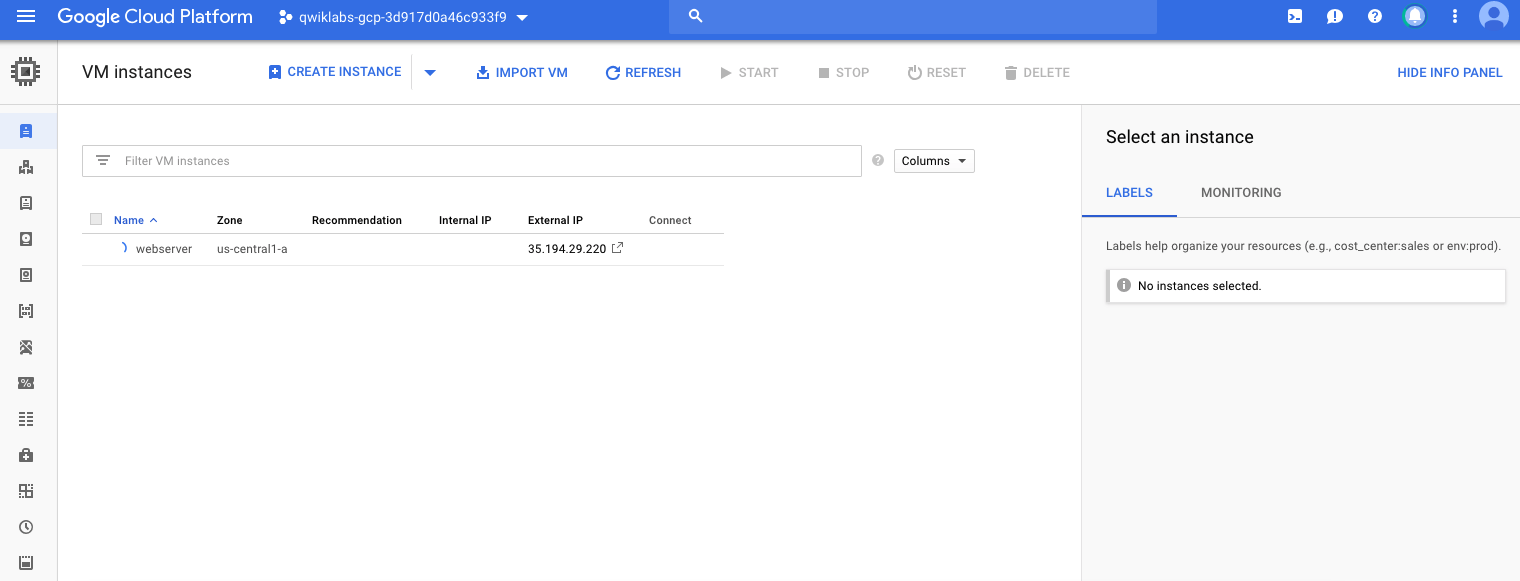 Google Cloud Platform qwiklabs-gcp-3d917d0a46c933f9
VM instances CREATE INSTANCE IMPORT VM REFRESH START STOP RESET DELETE HIDE INFO PANEL
Select an instance
Filter VM instances Columns
LABELS MONITORING
Name Zone Recommendation Internal IP External IP Connect
webserver us-central1-a 35.194.29.220
Labels help organize your resources (e.g., cost_center:sales or env:prod).
No instances selected.